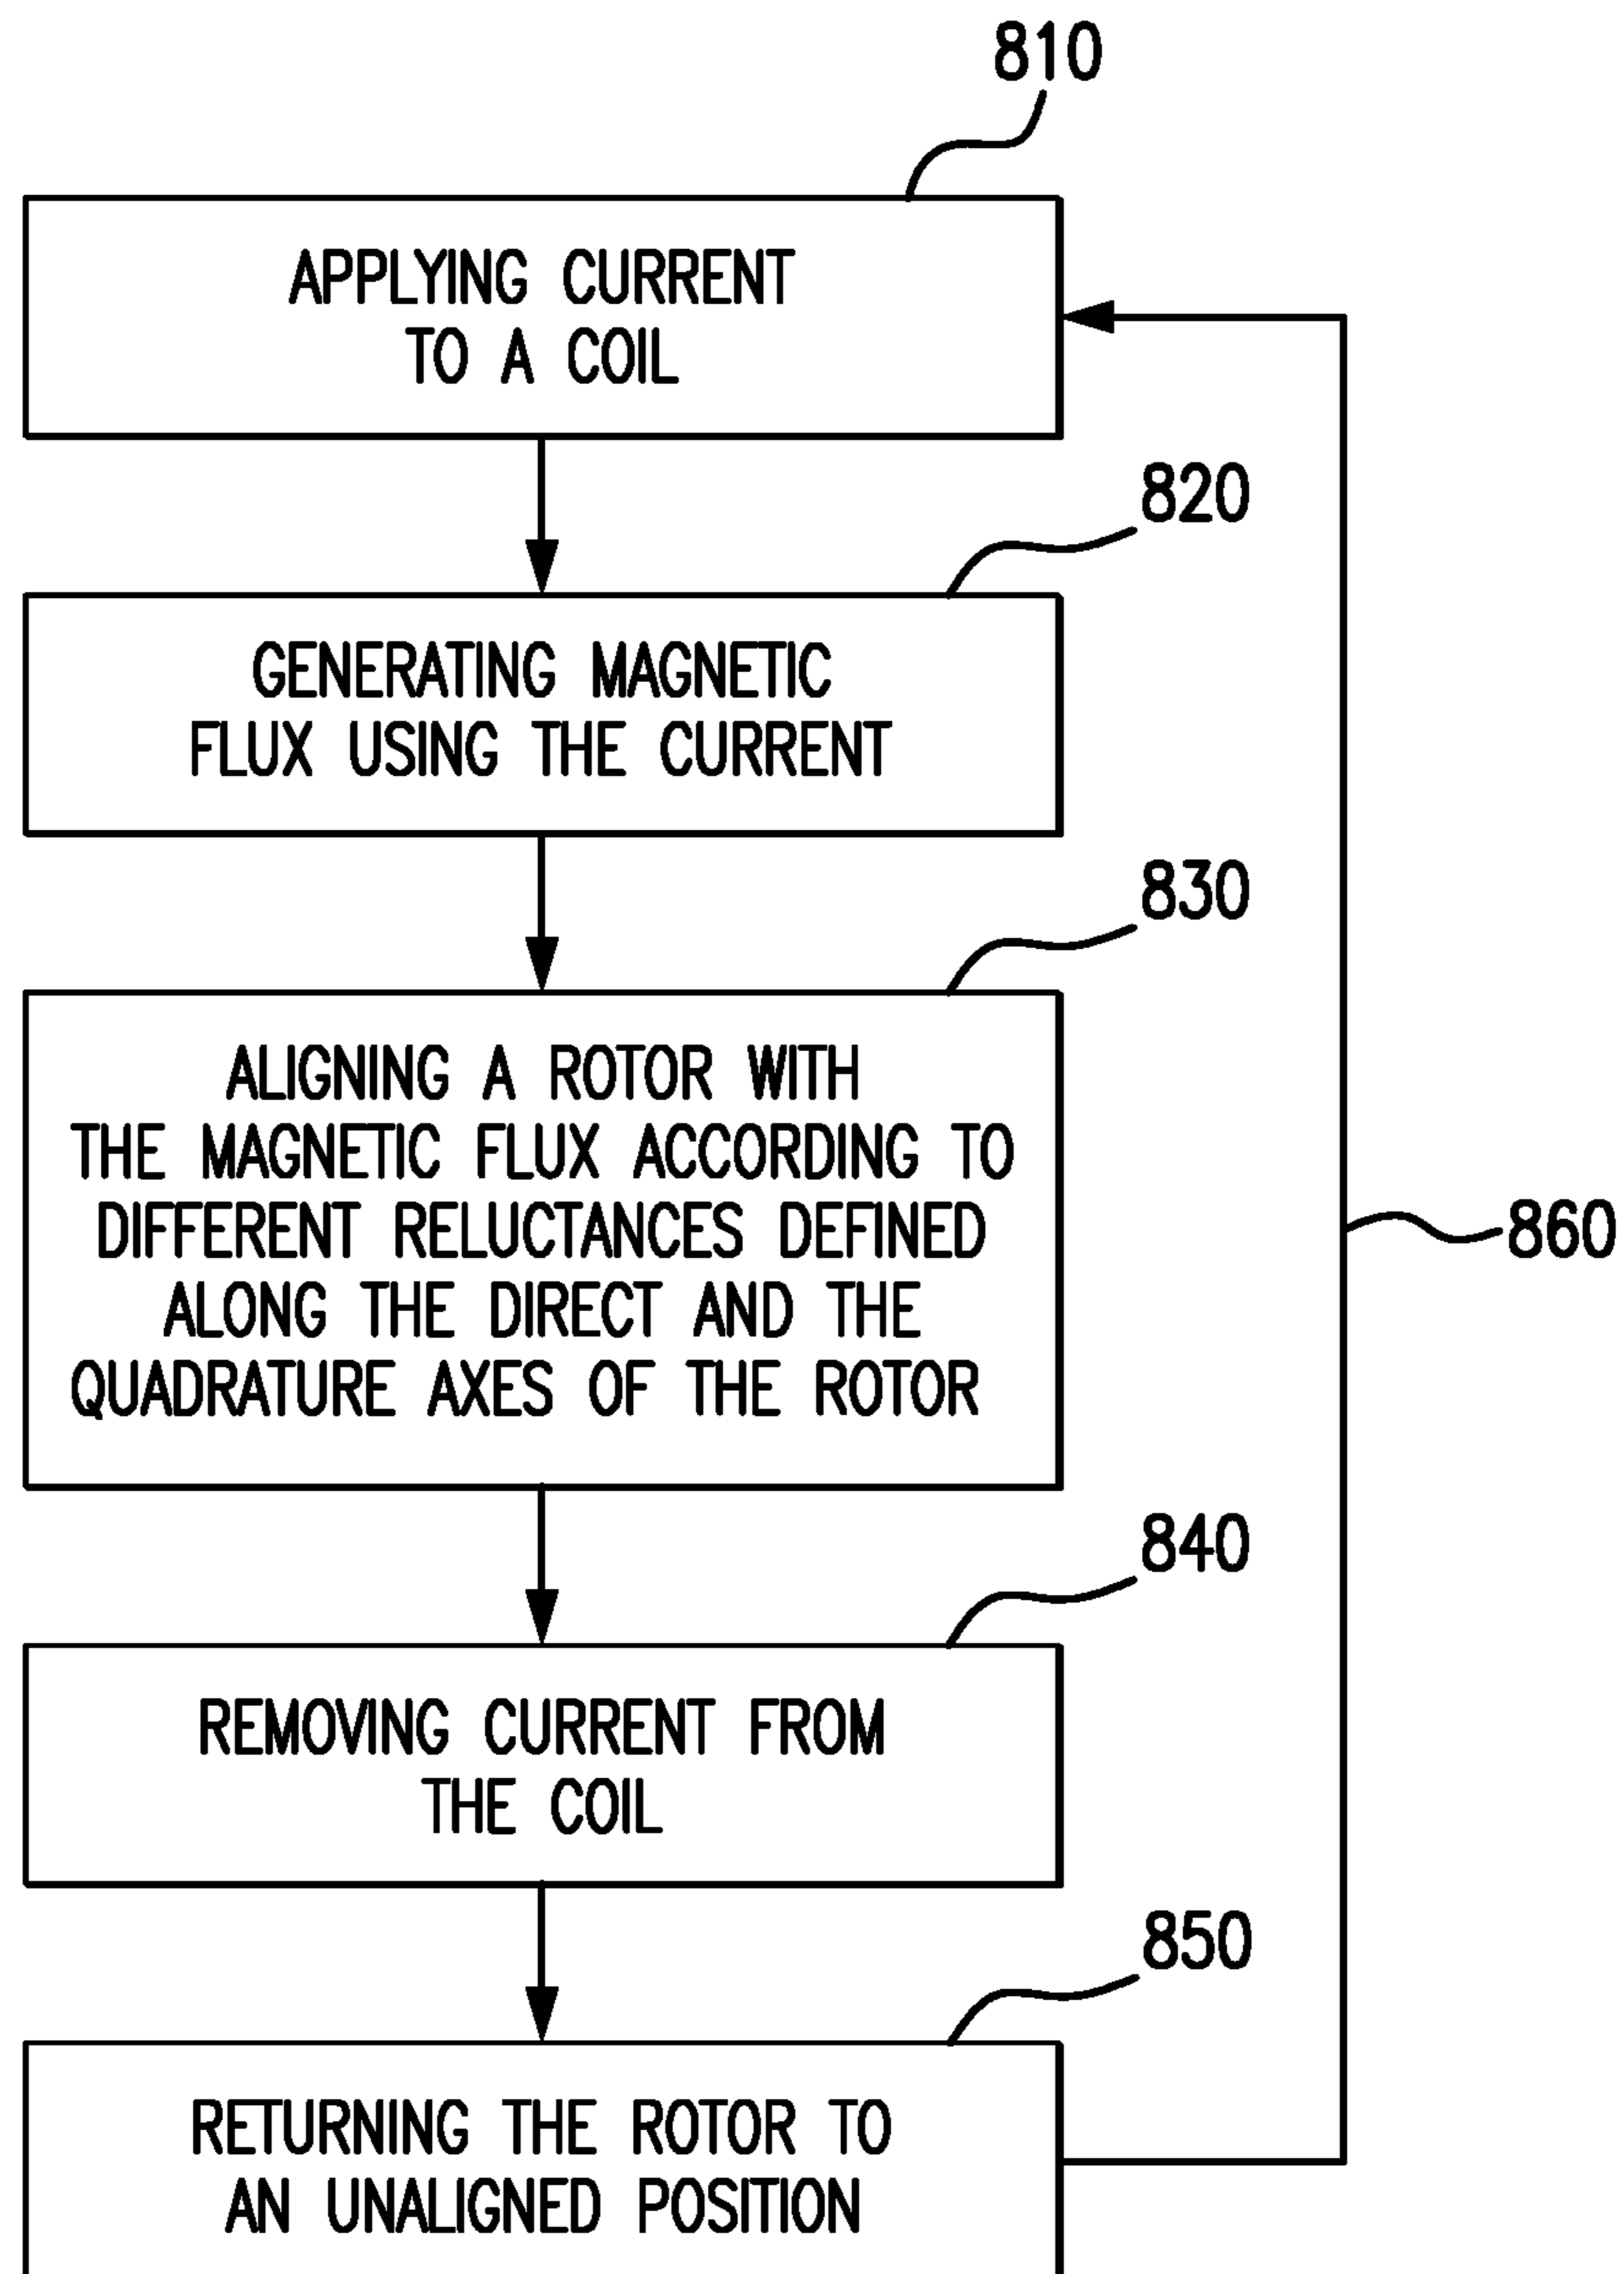 810
APPLYING CURRENT
TO A COIL
820
GENERATING MAGNETIC
FLUX USING THE CURRENT
830
ALIGNING A ROTOR WITH
THE MAGNETIC FLUX ACCORDING TO
DIFFERENT RELUCTANCES DEFINED
ALONG THE DIRECT AND THE
QUADRATURE AXES OF THE ROTOR
860
840
REMOVING CURRENT FROM
THE COIL
850
RETURNING THE ROTOR TO
AN UNALIGNED POSITION